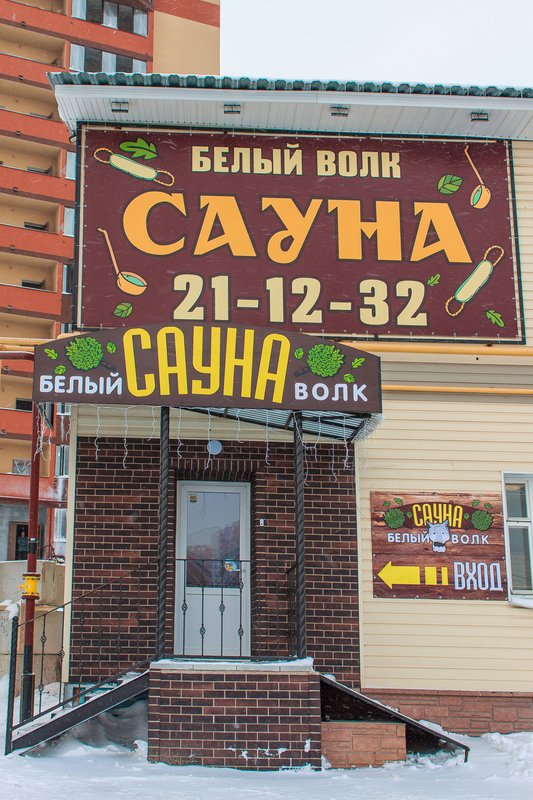 БЕЛЫЙ ВОЛК
САУНА
21-12-32
БЕЛЫЙ САУНА ВОЛК
САУНА
БЕЛЫЙ ВОЛК
ВХОД